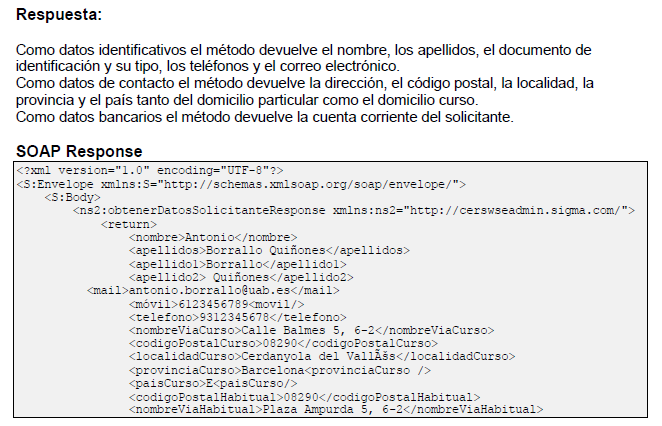 Respuesta:
Como datos identificativos el método devuelve el nombre, los apellidos, el documento de
identificación y su tipo, los teléfonos y el correo electrónico.
Como datos de contacto el método devuelve la dirección, el código postal, la localidad, la
provincia y el país tanto del domicilio particular como el domicilio curso.
Como datos bancarios el método devuelve la cuenta corriente del solicitante.
SOAP Response
<?xml version="1.0" encoding="UTF-8"?>
<S:Envelope xmlns:S="http://schemas.xmlsoap.org/soap/envelope/">
<S:Body>
<ns2:obtenerDatosSolicitanteResponse xmlns:ns2="http://cerswseadmin.sigma.com/">
<return>
<nombre>Antonio</nombre>
<apellidos>Borrallo Quiñones</apellidos>
<apellido1>Borrallo</apellido1>
<apellido2> Quiñones</apellido2>
<mail>antonio.borrallo@uab.es</mail>
<móvil>6123456789<movil/>
<telefono>9312345678</telefono>
<nombreViaCurso>Calle Balmes 5, 6-2</nombreViaCurso>
<codigoPostalCurso>08290</codigoPostalCurso>
<localidadCurso>Cerdanyola del VallÃšs</localidadCurso>
<provinciaCurso>Barcelona<provinciaCurso />
<paisCurso>E<paisCurso/>
<codigoPostalHabitual>08290</codigoPostalHabitual>
<nombreViaHabitual>Plaza Ampurda 5, 6-2</nombreViaHabitual>